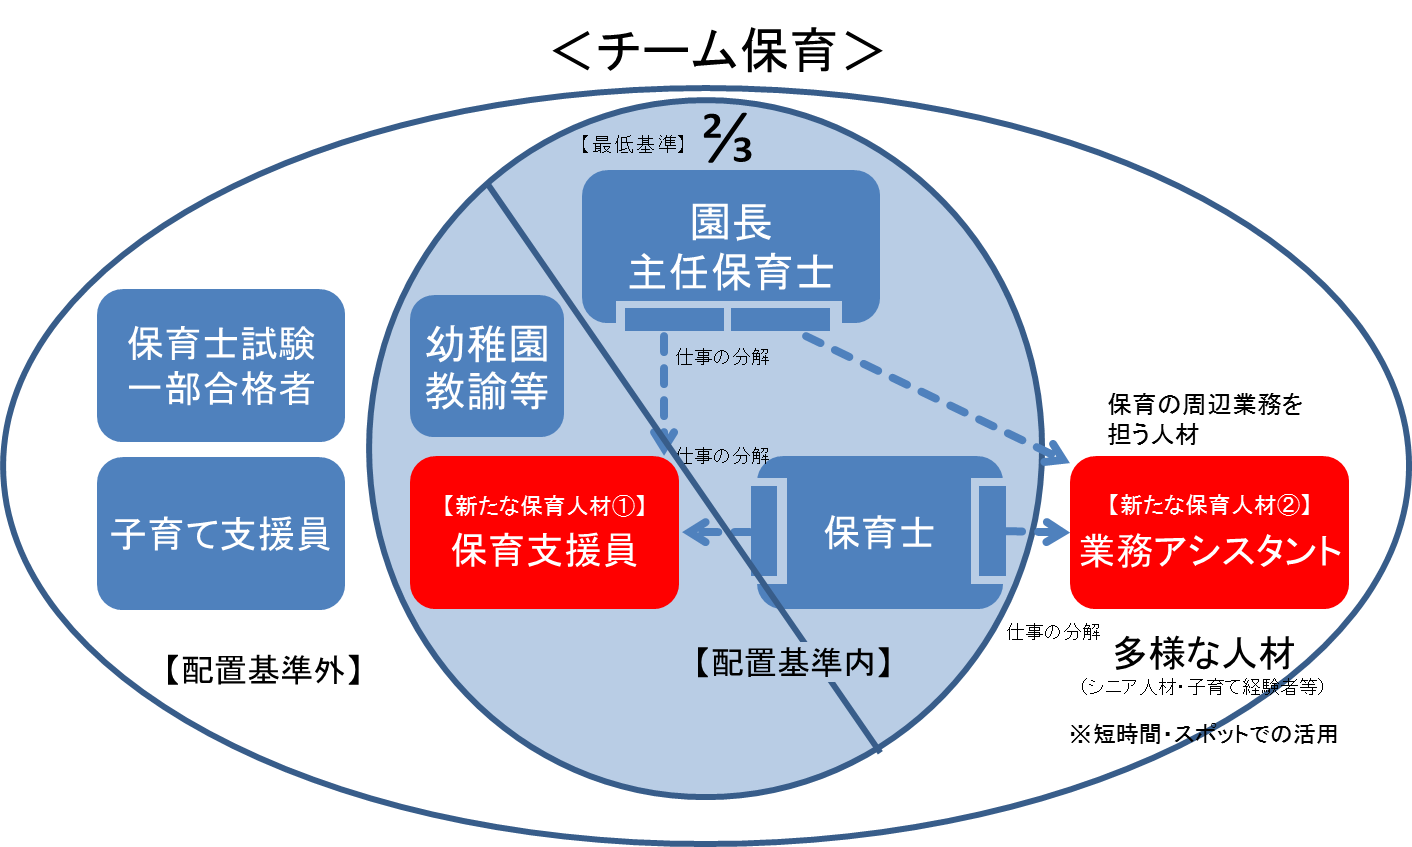 ＜チーム保育＞
【最低基準】 ⅔
園長
主任保育士
保育士試験
一部合格者
幼稚園
教諭等
仕事の分解
保育の周辺業務を
担う人材
仕事の分解
子育て支援員
【新たな保育人材①】
保育支援員
保育士
【新たな保育人材②】
業務アシスタント
仕事の分解
【配置基準外】
【配置基準内】
多様な人材
（シニア人材・子育て経験者等）
※短時間・スポットでの活用